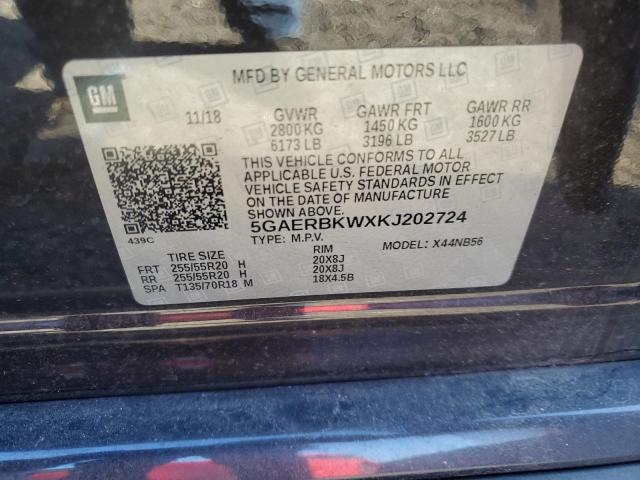 GM
MFD BY GENERAL MOTORS LLC
11/18 GVWR GAWR FRT GAWR RR
2800 KG 1450 KG 1600 KG
6173 LB 3196 LB 3527 LB
THIS VEHICLE CONFORMS TO ALL
APPLICABLE U.S. FEDERAL MOTOR
VEHICLE SAFETY STANDARDS IN EFFECT
ON THE DATE OF MANUFACTURE
SHOWN ABOVE.
439C 5GAERBKWXKJ202724
TYPE: M.P.V. MODEL: X44NB56
TIRE SIZE RIM
FRT 255/55R20 H 20X8J
RR 255/55R20 H 20X8J
SPA T135/70R18 M 18X4.5B